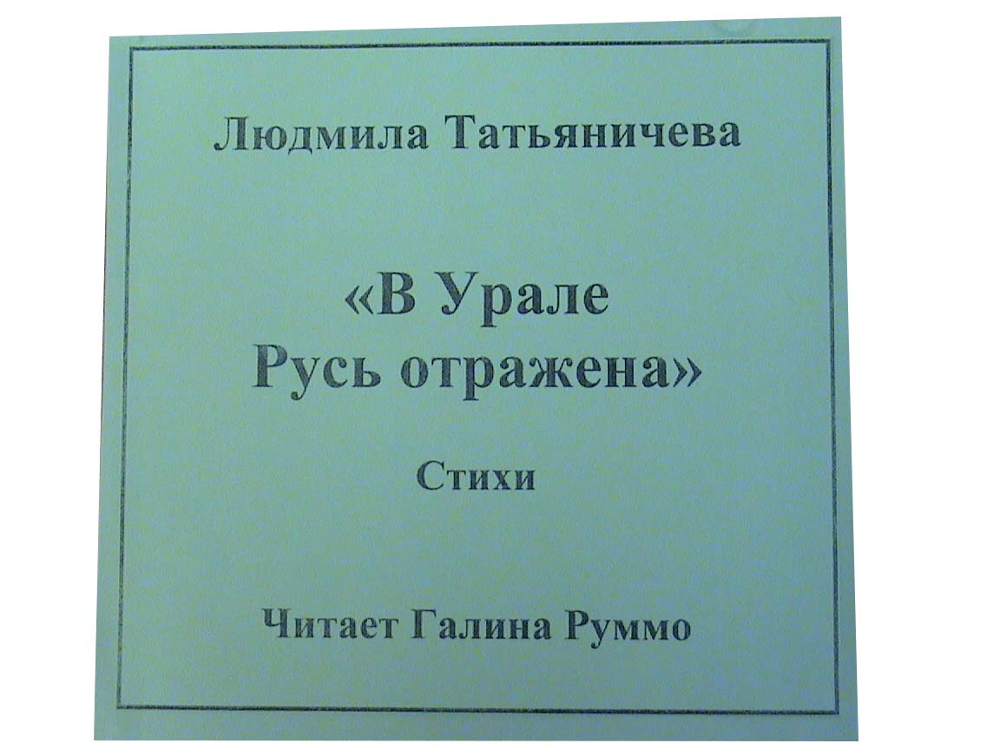 Людмила Татьяничева
«В Урале
Русь отражена»
Стихи
Читает Галина Руммо